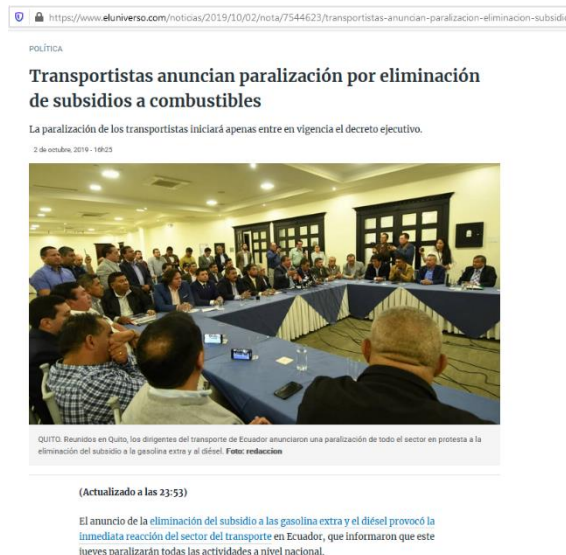 https://www.eluniverso.com/noticias/2019/10/02/nota/7544623/transportistas-anuncian-paralizacion-eliminacion-subsidi
POLÍTICA
Transportistas anuncian paralización por eliminación
de subsidios a combustibles
La paralización de los transportistas iniciará apenas entre en vigencia el decreto ejecutivo.
2 de octubre, 2019 - 16h25
QUITO. Reunidos en Quito, los dirigentes del transporte de Ecuador anunciaron una paralización de todo el sector en protesta a la
eliminación del subsidio a la gasolina extra y al diésel. Foto: redaccion
(Actualizado a las 23:53)
El anuncio de la eliminación del subsidio a las gasolina extra y el diésel provocó la
inmediata reacción del sector del transporte en Ecuador, que informaron que este
jueves paralizarán todas las actividades a nivel nacional.